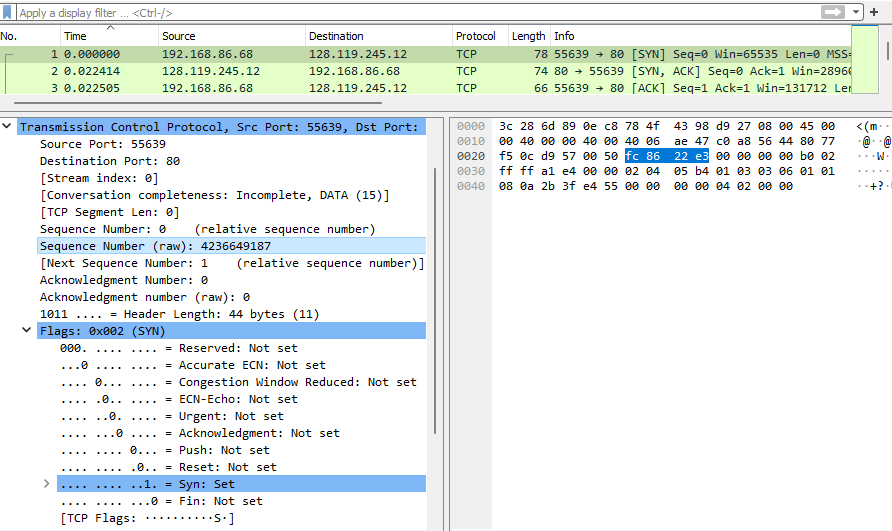 Apply a display filter ... <Ctrl-/>
No. Time Source Destination Protocol Length Info
1 0.000000 192.168.86.68 128.119.245.12 TCP 78 55639 → 80 [SYN] Seq=0 Win=65535 Len=0 MSS=
2 0.022414 128.119.245.12 192.168.86.68 TCP 74 80 → 55639 [SYN, ACK] Seq=0 Ack=1 Win=28960
3 0.022505 192.168.86.68 128.119.245.12 TCP 66 55639 → 80 [ACK] Seq=1 Ack=1 Win=131712 Len
Transmission Control Protocol, Src Port: 55639, Dst Port:
Source Port: 55639
Destination Port: 80
[Stream index: 0]
[Conversation completeness: Incomplete, DATA (15)]
[TCP Segment Len: 0]
Sequence Number: 0 (relative sequence number)
Sequence Number (raw): 4236649187
[Next Sequence Number: 1 (relative sequence number)]
Acknowledgment Number: 0
Acknowledgment number (raw): 0
1011 .... = Header Length: 44 bytes (11)
Flags: 0x002 (SYN)
000. .... .... = Reserved: Not set
...0 .... .... = Accurate ECN: Not set
.... 0... .... = Congestion Window Reduced: Not set
.... .0.. .... = ECN-Echo: Not set
.... ..0. .... = Urgent: Not set
.... ...0 .... = Acknowledgment: Not set
.... .... 0... = Push: Not set
.... .... .0.. = Reset: Not set
.... .... ..1. = Syn: Set
.... .... ...0 = Fin: Not set
[TCP Flags: ··········S·]
0000 3c 28 6d 89 0e c8 78 4f 43 98 d9 27 08 00 45 00 <(m··
0010 00 40 00 00 40 00 40 06 ae 47 c0 a8 56 44 80 77 ·@··@
0020 f5 0c d9 57 00 50 fc 86 22 e3 00 00 00 00 b0 02 ···W·
0030 ff ff a1 e4 00 00 02 04 05 b4 01 03 03 06 01 01 ·····
0040 08 0a 2b 3f e4 55 00 00 00 00 04 02 00 00 ··+?·